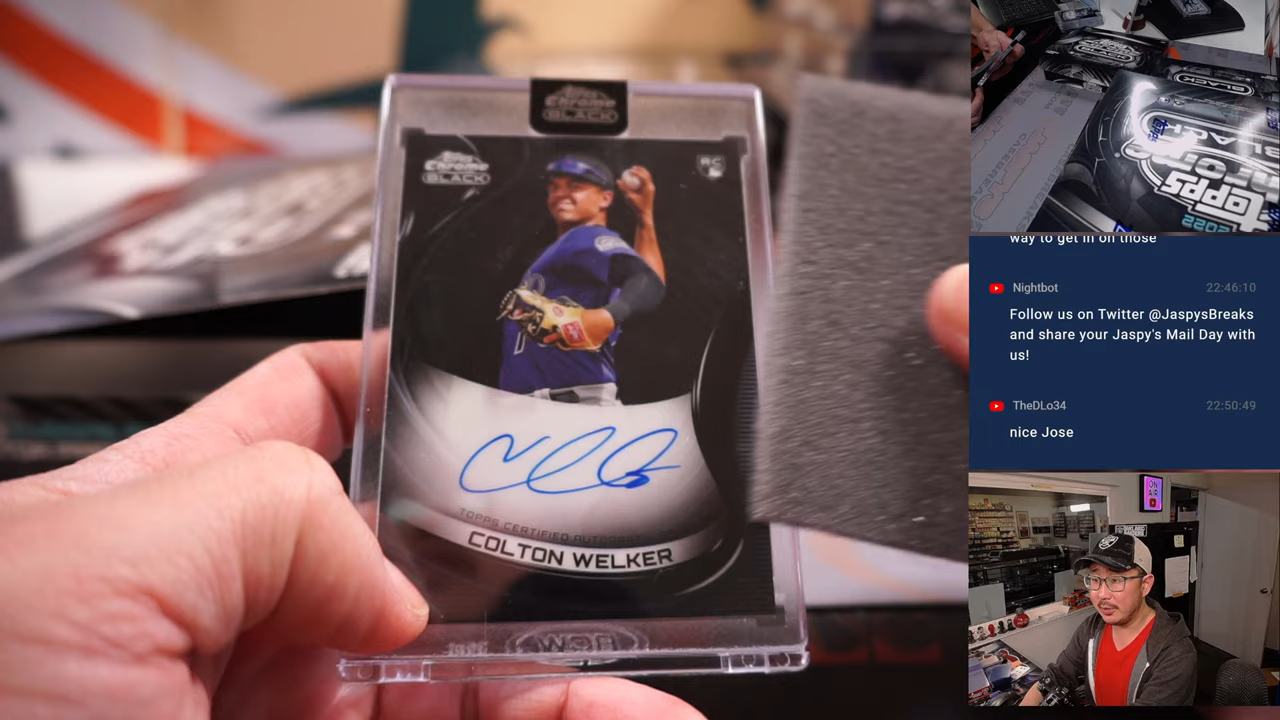 Topps
Chrome
BLACK
Topps
Chrome
BLACK
RC
TOPPS CERTIFIED AUTOGRAPH
COLTON WELKER
BLACK
Topps
2022
way to get in on those
Nightbot
22:46:10
Follow us on Twitter @JaspysBreaks
and share your Jaspy's Mail Day with
us!
TheDLo34
22:50:49
nice Jose
ON
AIR